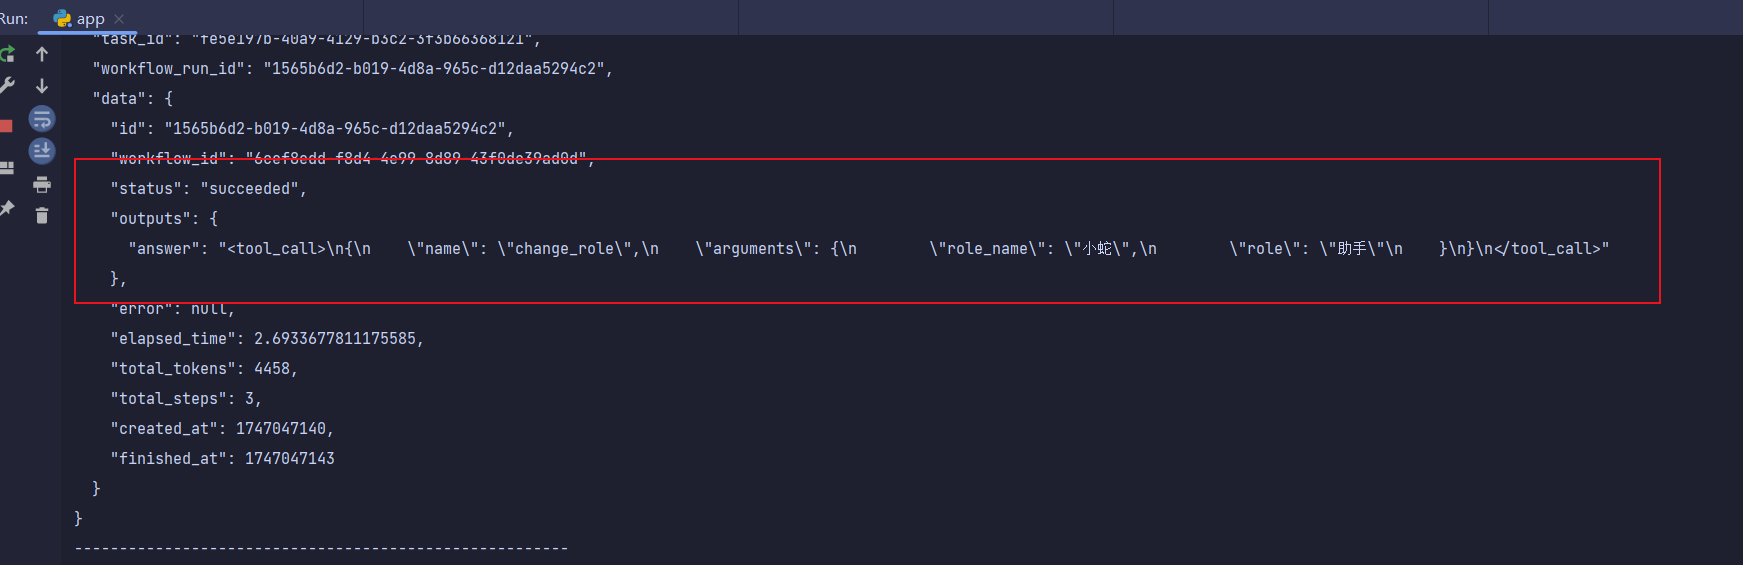 Run: app
"task_id": "fe5e197b-40a9-4129-b3c2-3f3b66368121",
"workflow_run_id": "1565b6d2-b019-4d8a-965c-d12daa5294c2",
"data": {
"id": "1565b6d2-b019-4d8a-965c-d12daa5294c2",
"workflow_id": "6cef8edd-f8d4-4e99-8d89-43f0de39ad0d",
"status": "succeeded",
"outputs": {
"answer": "<tool_call>\n{\n    \"name\": \"change_role\",\n    \"arguments\": {\n        \"role_name\": \"小蛇\",\n        \"role\": \"助手\"\n    }\n}\n</tool_call>"
},
"error": null,
"elapsed_time": 2.6933677811175585,
"total_tokens": 4458,
"total_steps": 3,
"created_at": 1747047140,
"finished_at": 1747047143
}
}
-------------------------------------------------------